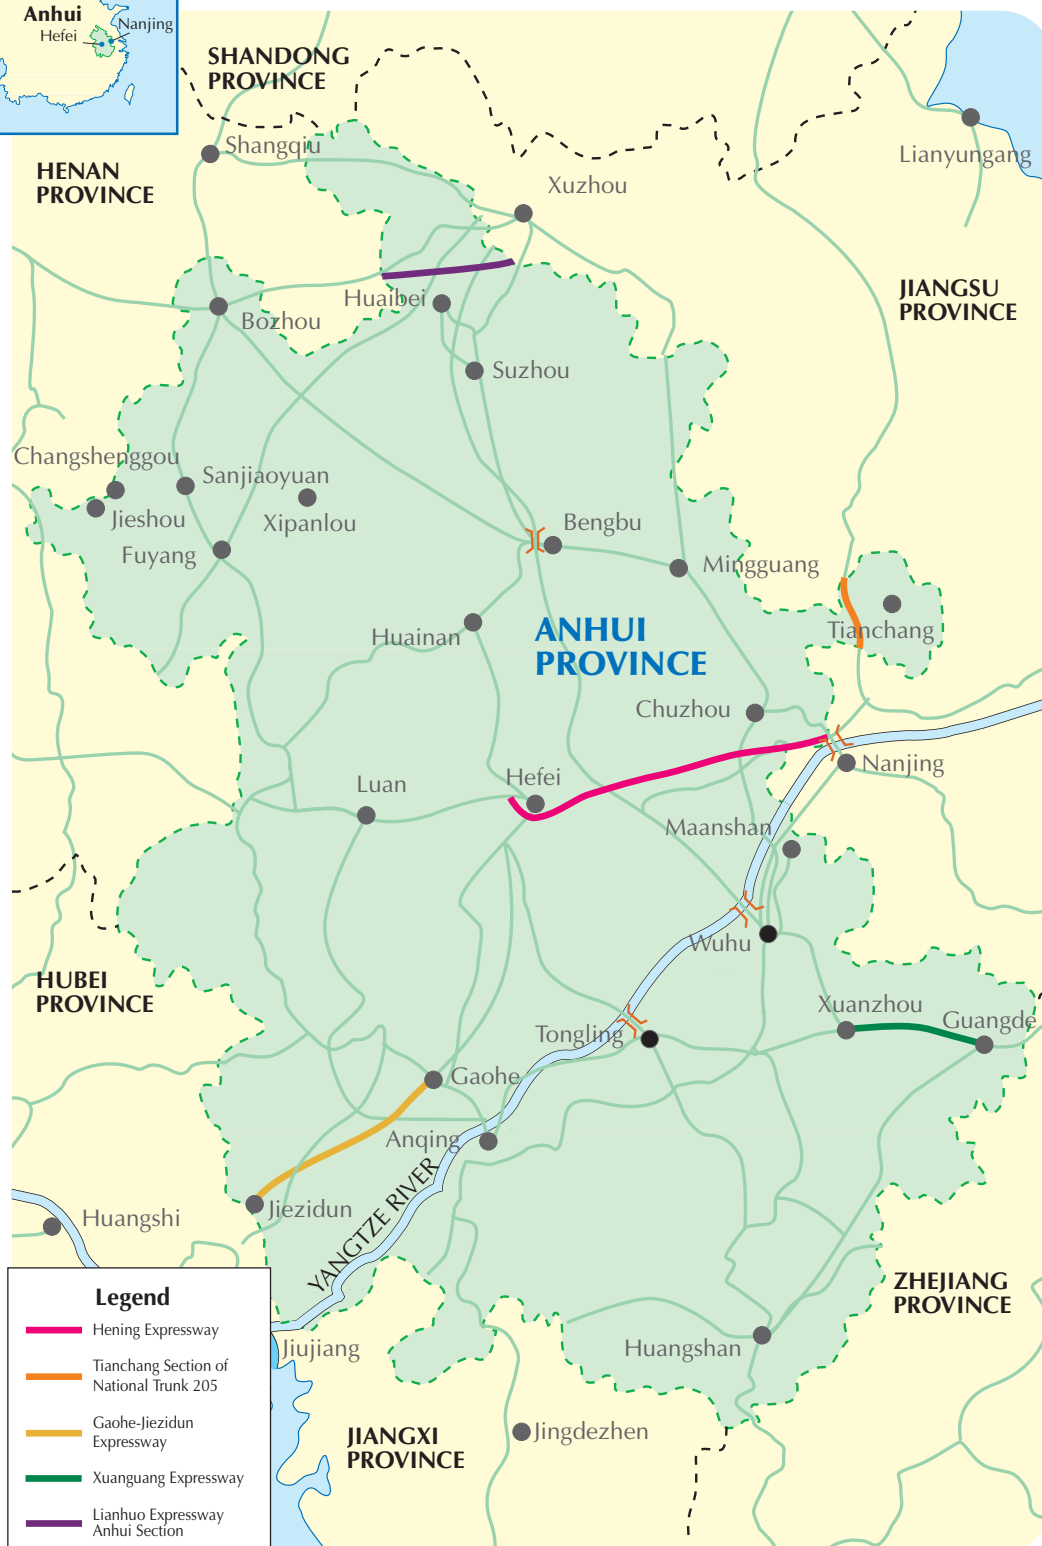 Anhui
Hefei
Nanjing
SHANDONG
PROVINCE
Shangqiu
HENAN
PROVINCE
Xuzhou
Lianyungang
JIANGSU
PROVINCE
Huaibei
Bozhou
Suzhou
Changshenggou
Sanjiaoyuan
Jieshou
Xipanlou
Fuyang
Bengbu
Mingguang
Huainan
ANHUI
PROVINCE
Tianchang
Chuzhou
Nanjing
Hefei
Luan
Maanshan
Wuhu
HUBEI
PROVINCE
Xuanzhou
Guangde
Tongling
Gaohe
Anqing
YANGTZE RIVER
Jiezidun
Huangshi
ZHEJIANG
PROVINCE
Jiujiang
Huangshan
JIANGXI
PROVINCE
Jingdezhen
Legend
Hening Expressway
Tianchang Section of
National Trunk 205
Gaohe-Jiezidun
Expressway
Xuanguang Expressway
Lianhuo Expressway
Anhui Section